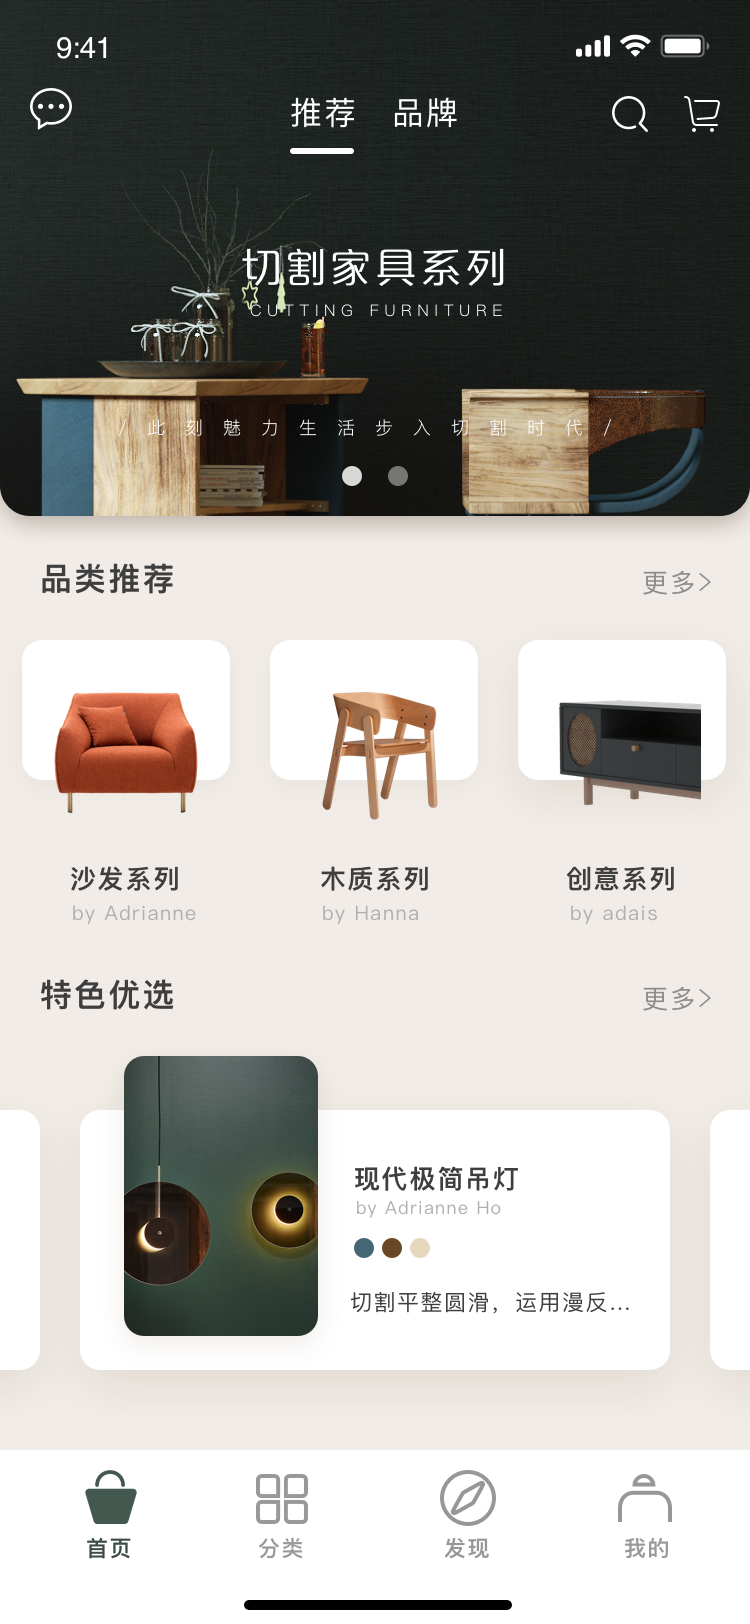 9:41
推荐 品牌
切割家具系列
CUTTING FURNITURE
/ 此刻魅力生活步入切割时代 /
品类推荐 更多>
沙发系列 木质系列 创意系列
by Adrianne by Hanna by adais
特色优选 更多>
现代极简吊灯
by Adrianne Ho
切割平整圆滑，运用漫反...
首页 分类 发现 我的